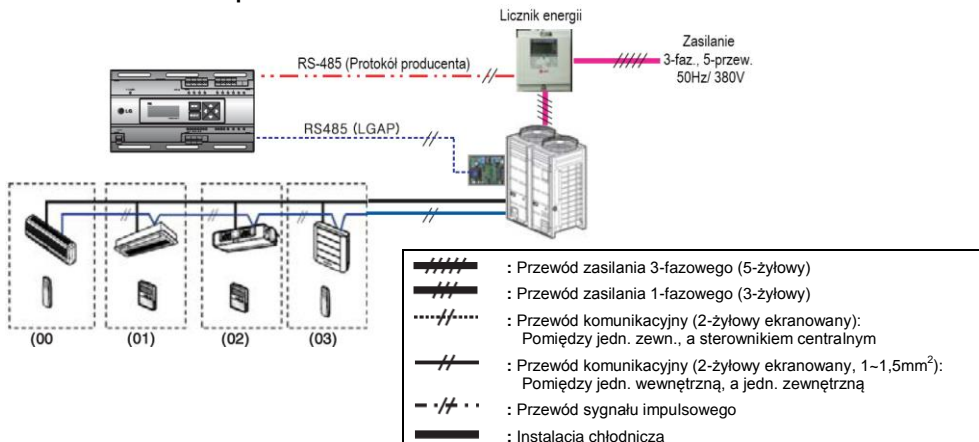 Licznik energii
Zasilanie
3-faz., 5-przew.
50Hz/ 380V
RS-485 (Protokół producenta)
LG
RS485 (LGAP)
(00
(01)
(02)
(03)
: Przewód zasilania 3-fazowego (5-żyłowy)
: Przewód zasilania 1-fazowego (3-żyłowy)
: Przewód komunikacyjny (2-żyłowy ekranowany):
Pomiędzy jedn. zewn., a sterownikiem centralnym
: Przewód komunikacyjny (2-żyłowy ekranowany, 1~1,5mm²):
Pomiędzy jedn. wewnętrzną, a jedn. zewnętrzną
: Przewód sygnału impulsowego
: Instalacja chłodnicza